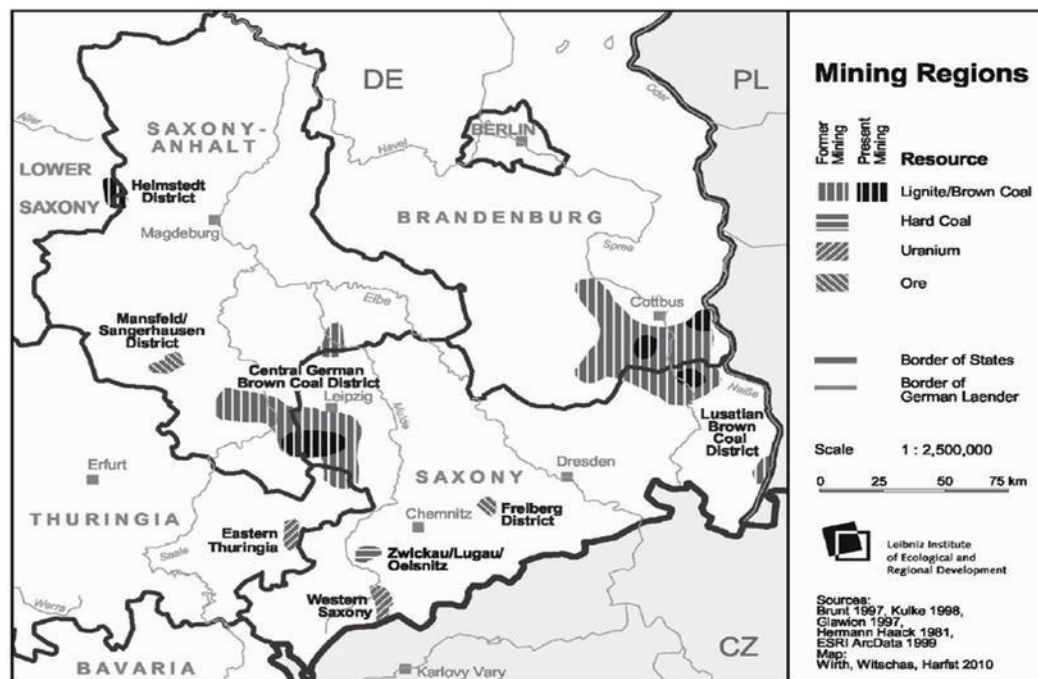 DE
PL
SAXONY-
ANHALT
BERLIN
Oder
Aller
Havel
LOWER
SAXONY
Helmstedt
District
BRANDENBURG
Magdeburg
Spree
Elbe
Cottbus
Mansfeld/
Sangerhausen
District
Central German
Brown Coal District
Leipzig
Mulde
Neiße
Lusatian
Brown
Coal
District
Erfurt
SAXONY
Dresden
THURINGIA
Chemnitz
Freiberg
District
Eastern
Thuringia
Saale
Zwickau/Lugau/
Oelsnitz
Western
Saxony
Werra
BAVARIA
Karlovy Vary
CZ
Mining Regions
Former
Mining
Present
Mining
Resource
Lignite/Brown Coal
Hard Coal
Uranium
Ore
Border of States
Border of
German Laender
Scale 1 : 2,500,000
0 25 50 75 km
Leibniz Institute
of Ecological and
Regional Development
Sources:
Brunt 1997, Kulke 1998,
Glawion 1997,
Hermann Haack 1981,
ESRI ArcData 1999
Map:
Wirth, Witschas, Harfst 2010